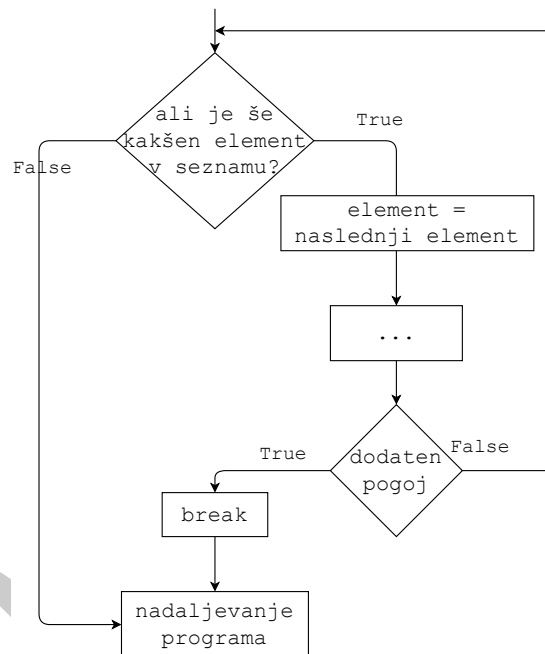 ali je še
kakšen element
v seznamu?
True
False
element =
naslednji element
...
dodaten
pogoj
True
False
break
nadaljevanje
programa